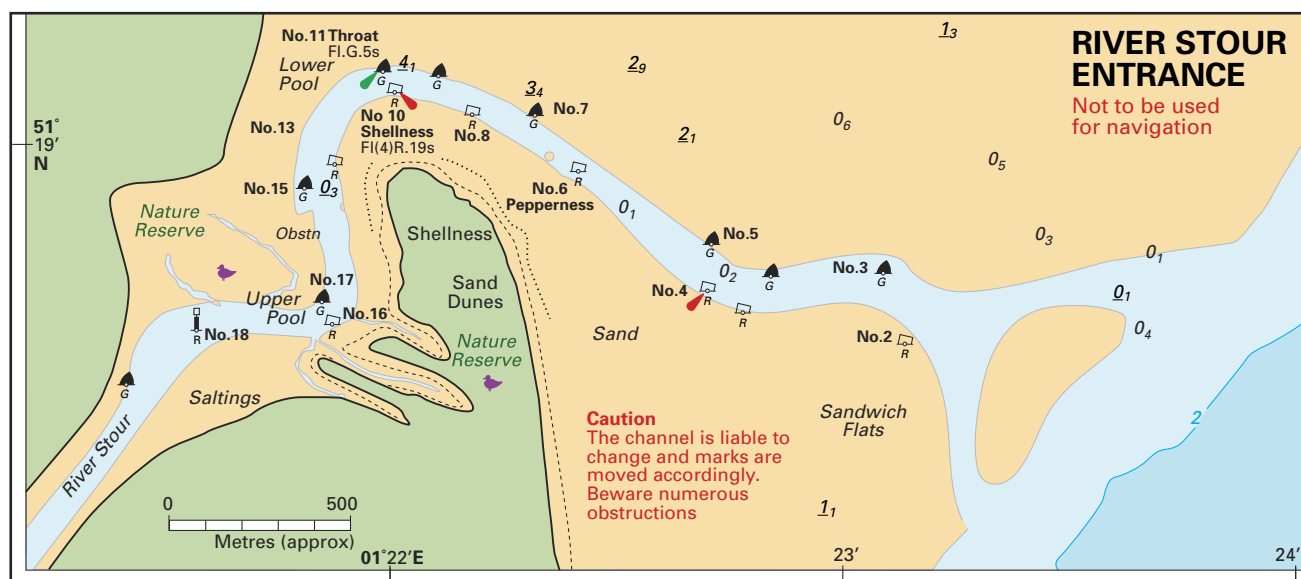 RIVER STOUR
ENTRANCE
Not to be used
for navigation
No.11 Throat
Fl.G.5s
Lower
Pool
4₁
G
G
R
No 10
Shellness
Fl(4)R.19s
R
No.8
3₄
No.7
G
2₉
1₃
2₁
0₆
0₅
0₃
0₁
51°
19'
N
No.13
R
No.15
G
0₃
No.6
Pepperness
R
0₁
Nature
Reserve
Obstn
Shellness
Sand
Dunes
Nature
Reserve
No.5
G
0₂
G
No.3
G
No.4
R
R
0₁
0₄
No.17
G
Upper
Pool
No.16
R
No.18
R
Sand
No.2
R
G
Saltings
River Stour
Sandwich
Flats
2
Caution
The channel is liable to
change and marks are
moved accordingly.
Beware numerous
obstructions
1₁
0 500
Metres (approx)
01°22'E
23'
24'